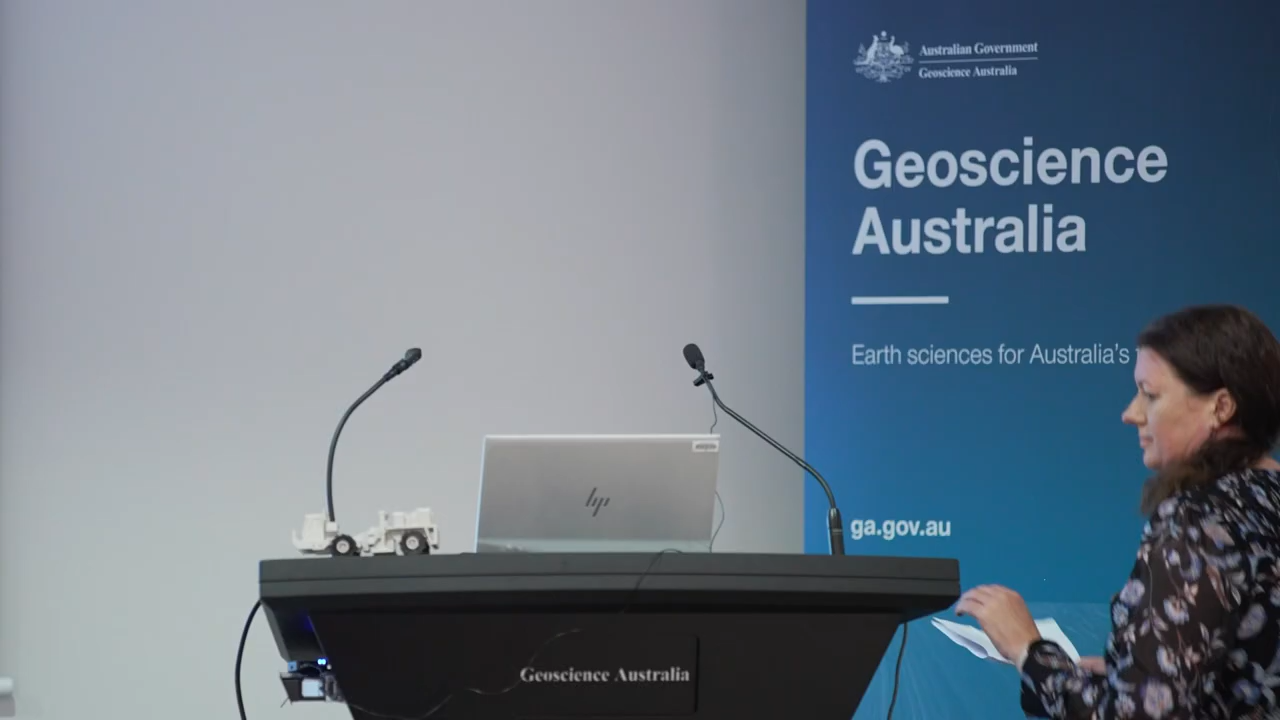 Australian Government
Geoscience Australia
Geoscience
Australia
Earth sciences for Australia's
hp
ga.gov.au
Geoscience Australia